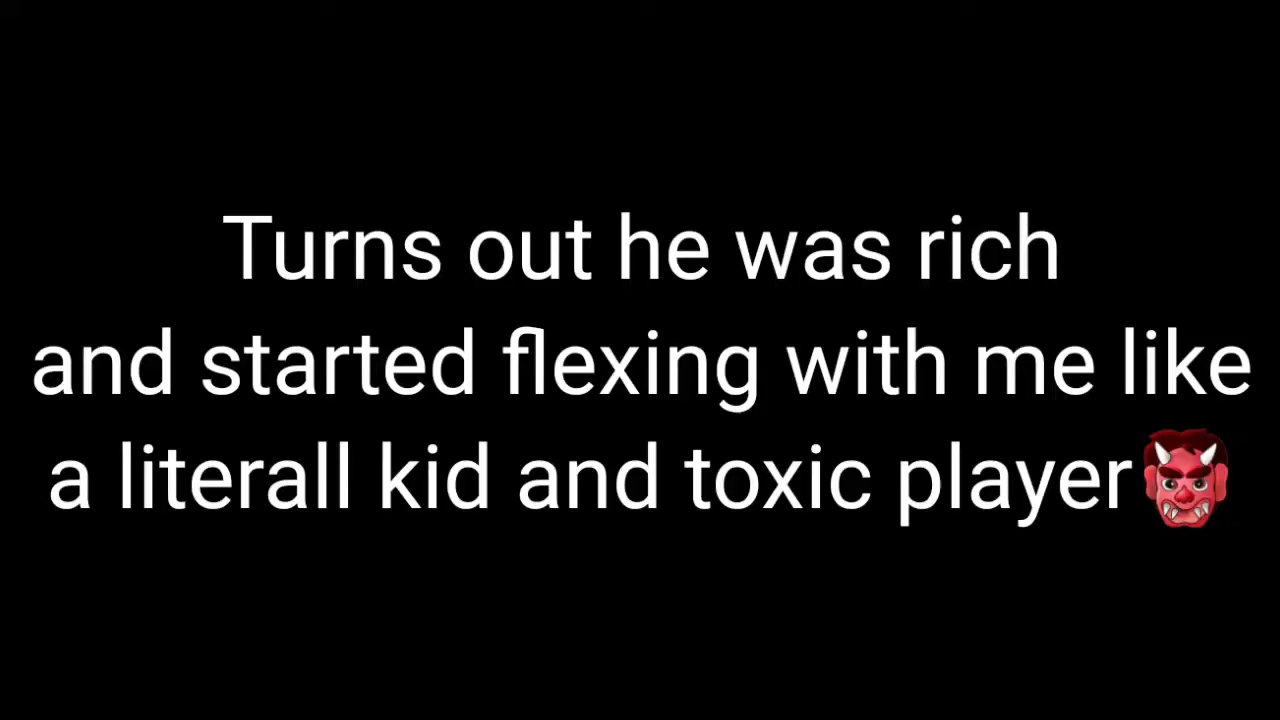 Turns out he was rich
and started flexing with me like
a literall kid and toxic player👹